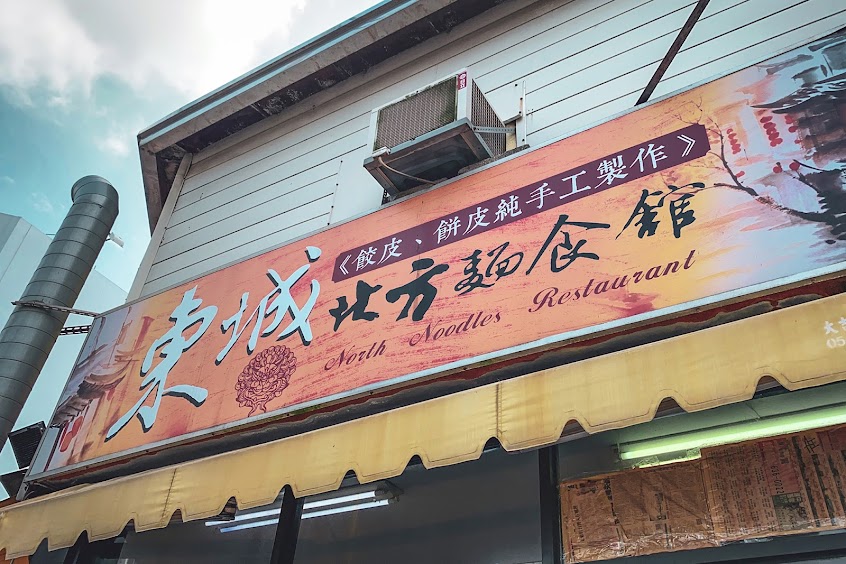 《餃皮、餅皮純手工製作》
東城北方麵食館
North Noodles Restaurant
05